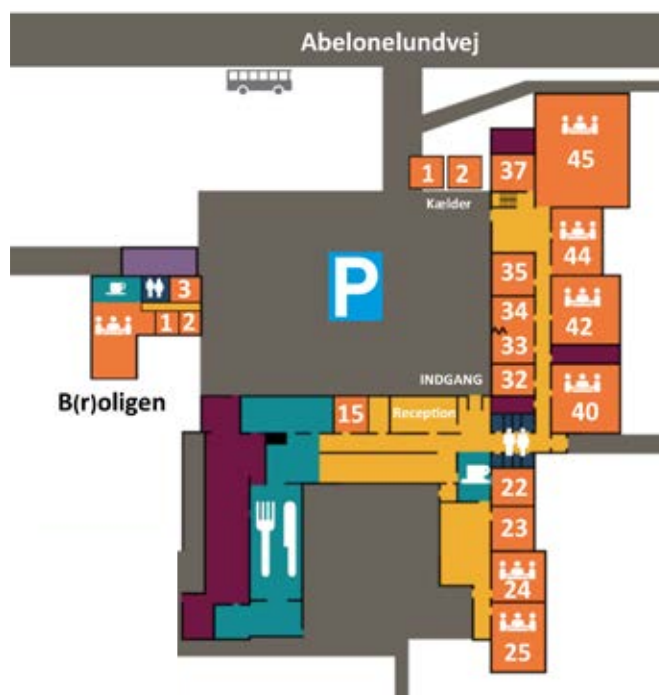 Abelonelundvej
45
1 2
37
Kælder
44
35
3
P
42
34
1 2
33
B(r)oligen
INDGANG
32
40
15
Reception
22
23
24
25